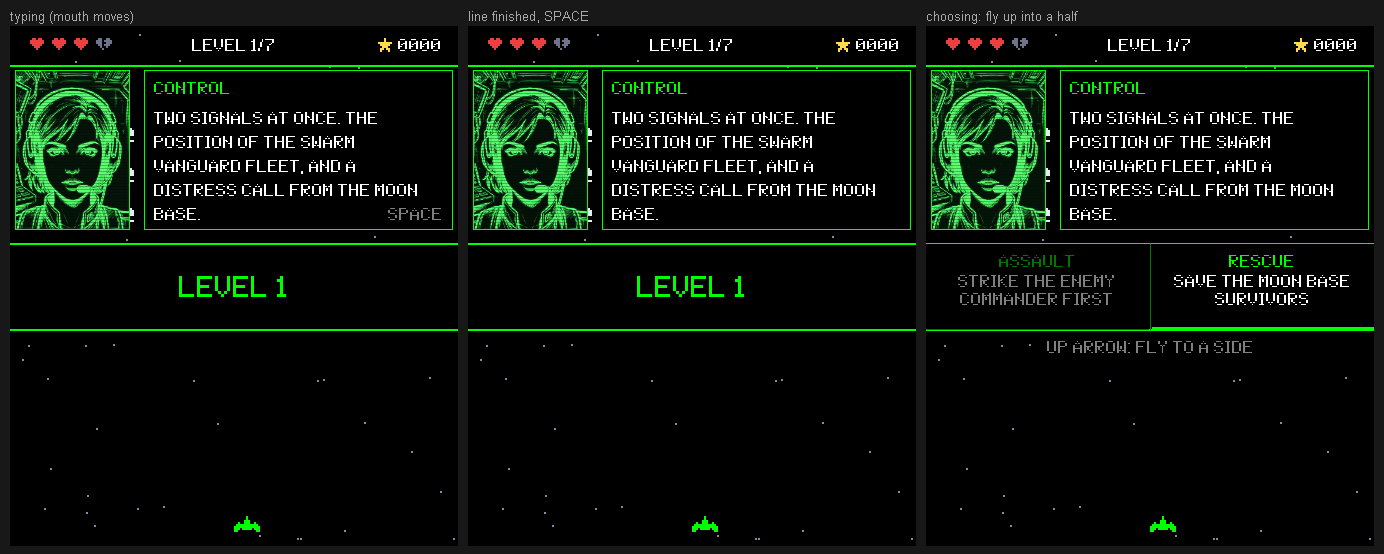 typing (mouth moves)
LEVEL 1/7
0000
CONTROL
TWO SIGNALS AT ONCE. THE
POSITION OF THE SWARM
VANGUARD FLEET, AND A
DISTRESS CALL FROM THE MOON
BASE.
SPACE
LEVEL 1
line finished, SPACE
LEVEL 1/7
0000
CONTROL
TWO SIGNALS AT ONCE. THE
POSITION OF THE SWARM
VANGUARD FLEET, AND A
DISTRESS CALL FROM THE MOON
BASE.
LEVEL 1
choosing: fly up into a half
LEVEL 1/7
0000
CONTROL
TWO SIGNALS AT ONCE. THE
POSITION OF THE SWARM
VANGUARD FLEET, AND A
DISTRESS CALL FROM THE MOON
BASE.
ASSAULT
STRIKE THE ENEMY
COMMANDER FIRST
RESCUE
SAVE THE MOON BASE
SURVIVORS
UP ARROW: FLY TO A SIDE